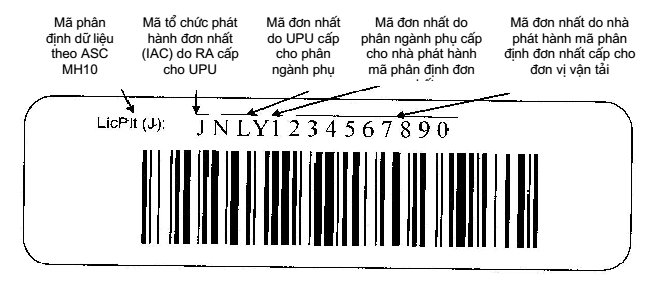 Mã phân
định dữ liệu
theo ASC
MH10
Mã tổ chức phát
hành đơn nhất
(IAC) do RA cấp
cho UPU
Mã đơn nhất
do UPU cấp
cho phân
ngành phụ
Mã đơn nhất do
phân ngành phụ cấp
cho nhà phát hành
mã phân định đơn
Mã đơn nhất do nhà
phát hành mã phân
định đơn nhất cấp cho
đơn vị vận tải
LicPlt (J-): J N L Y 1 2 3 4 5 6 7 8 9 0